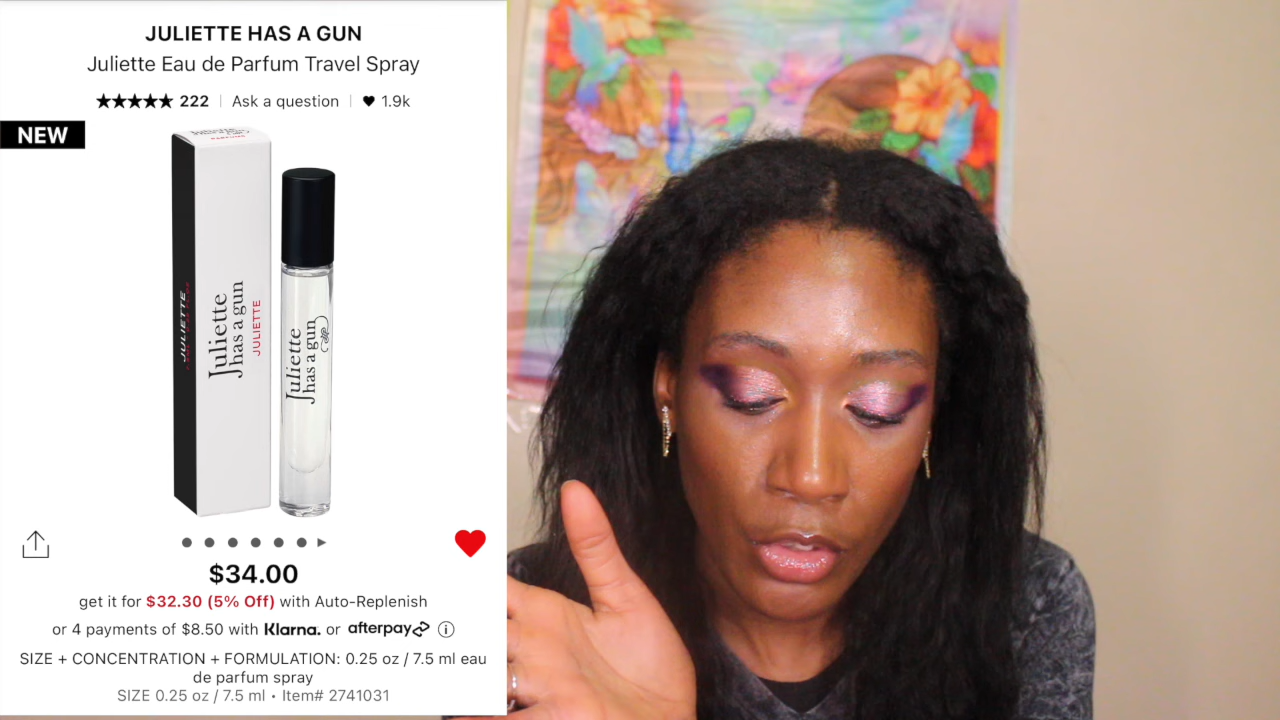 JULIETTE HAS A GUN
Juliette Eau de Parfum Travel Spray
222 | Ask a question | ♥ 1.9k
NEW
Juliette
has a gun
JULIETTE
JULIETTE
Juliette
has a gun
$34.00
get it for $32.30 (5% Off) with Auto-Replenish
or 4 payments of $8.50 with Klarna. or afterpay
SIZE + CONCENTRATION + FORMULATION: 0.25 oz / 7.5 ml eau
de parfum spray
SIZE 0.25 oz / 7.5 ml • Item# 2741031